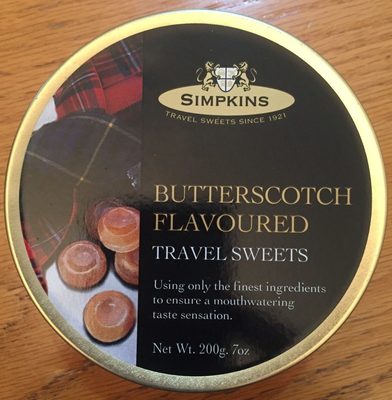 SIMPKINS
TRAVEL SWEETS SINCE 1921
BUTTERSCOTCH
FLAVOURED
TRAVEL SWEETS
Using only the finest ingredients
to ensure a mouthwatering
taste sensation.
Net Wt. 200g. 7oz